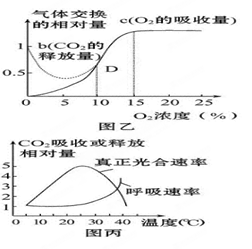 气体交换
的相对量
c(O₂的
吸收量)
b(CO₂的
释放量)
1
0.5
D
0 5 10 15 20 25
O₂浓度(%)
图乙
CO₂吸收或释放
相对量
5
4
3
2
1
真正光合速率
呼吸速率
0 10 20 30 40 温度(℃)
图丙